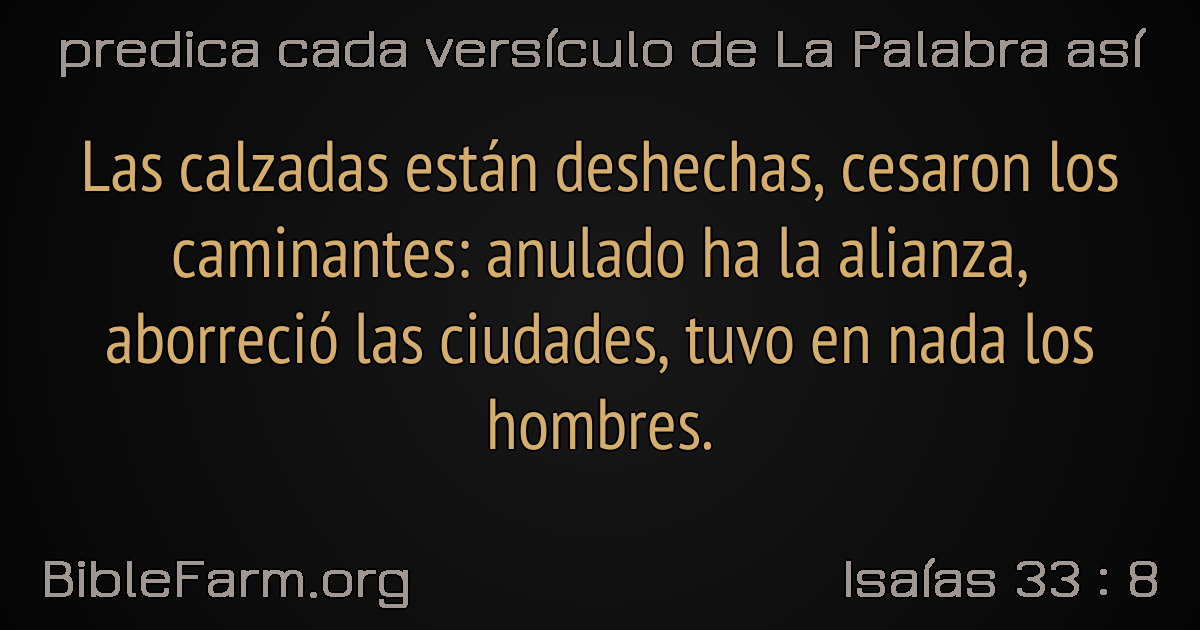 predica cada versículo de La Palabra así
Las calzadas están deshechas, cesaron los
caminantes: anulado ha la alianza,
aborreció las ciudades, tuvo en nada los
hombres.
BibleFarm.org
Isaías 33 : 8